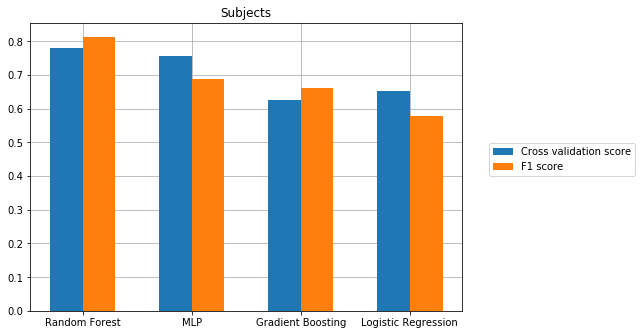 Subjects
0.8
0.7
0.6
0.5
0.4
0.3
0.2
0.1
0.0
Random Forest MLP Gradient Boosting Logistic Regression
Cross validation score
F1 score